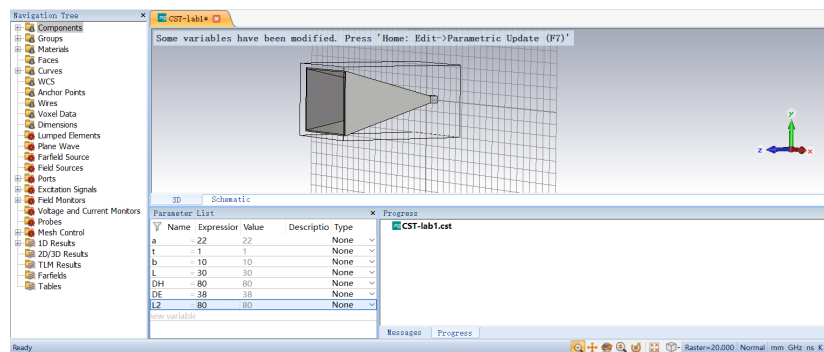 Navigation Tree
Components
Groups
Materials
Faces
Curves
WCS
Anchor Points
Wires
Voxel Data
Dimensions
Lumped Elements
Plane Wave
Farfield Source
Field Sources
Ports
Excitation Signals
Field Monitors
Voltage and Current Monitors
Probes
Mesh Control
1D Results
2D/3D Results
TLM Results
Farfields
Tables
CST-lab1*
Some variables have been modified. Press 'Home: Edit->Parametric Update (F7)'
y
z x
3D Schematic
Parameter List
Name Expression Value Descriptio Type
a = 22 22 None
t = 1 1 None
b = 10 10 None
L = 30 30 None
DH = 80 80 None
DE = 38 38 None
L2 = 80 80 None
new variable
Progress
CST-lab1.cst
Messages Progress
Ready
Raster=20.000 Normal mm GHz ns K